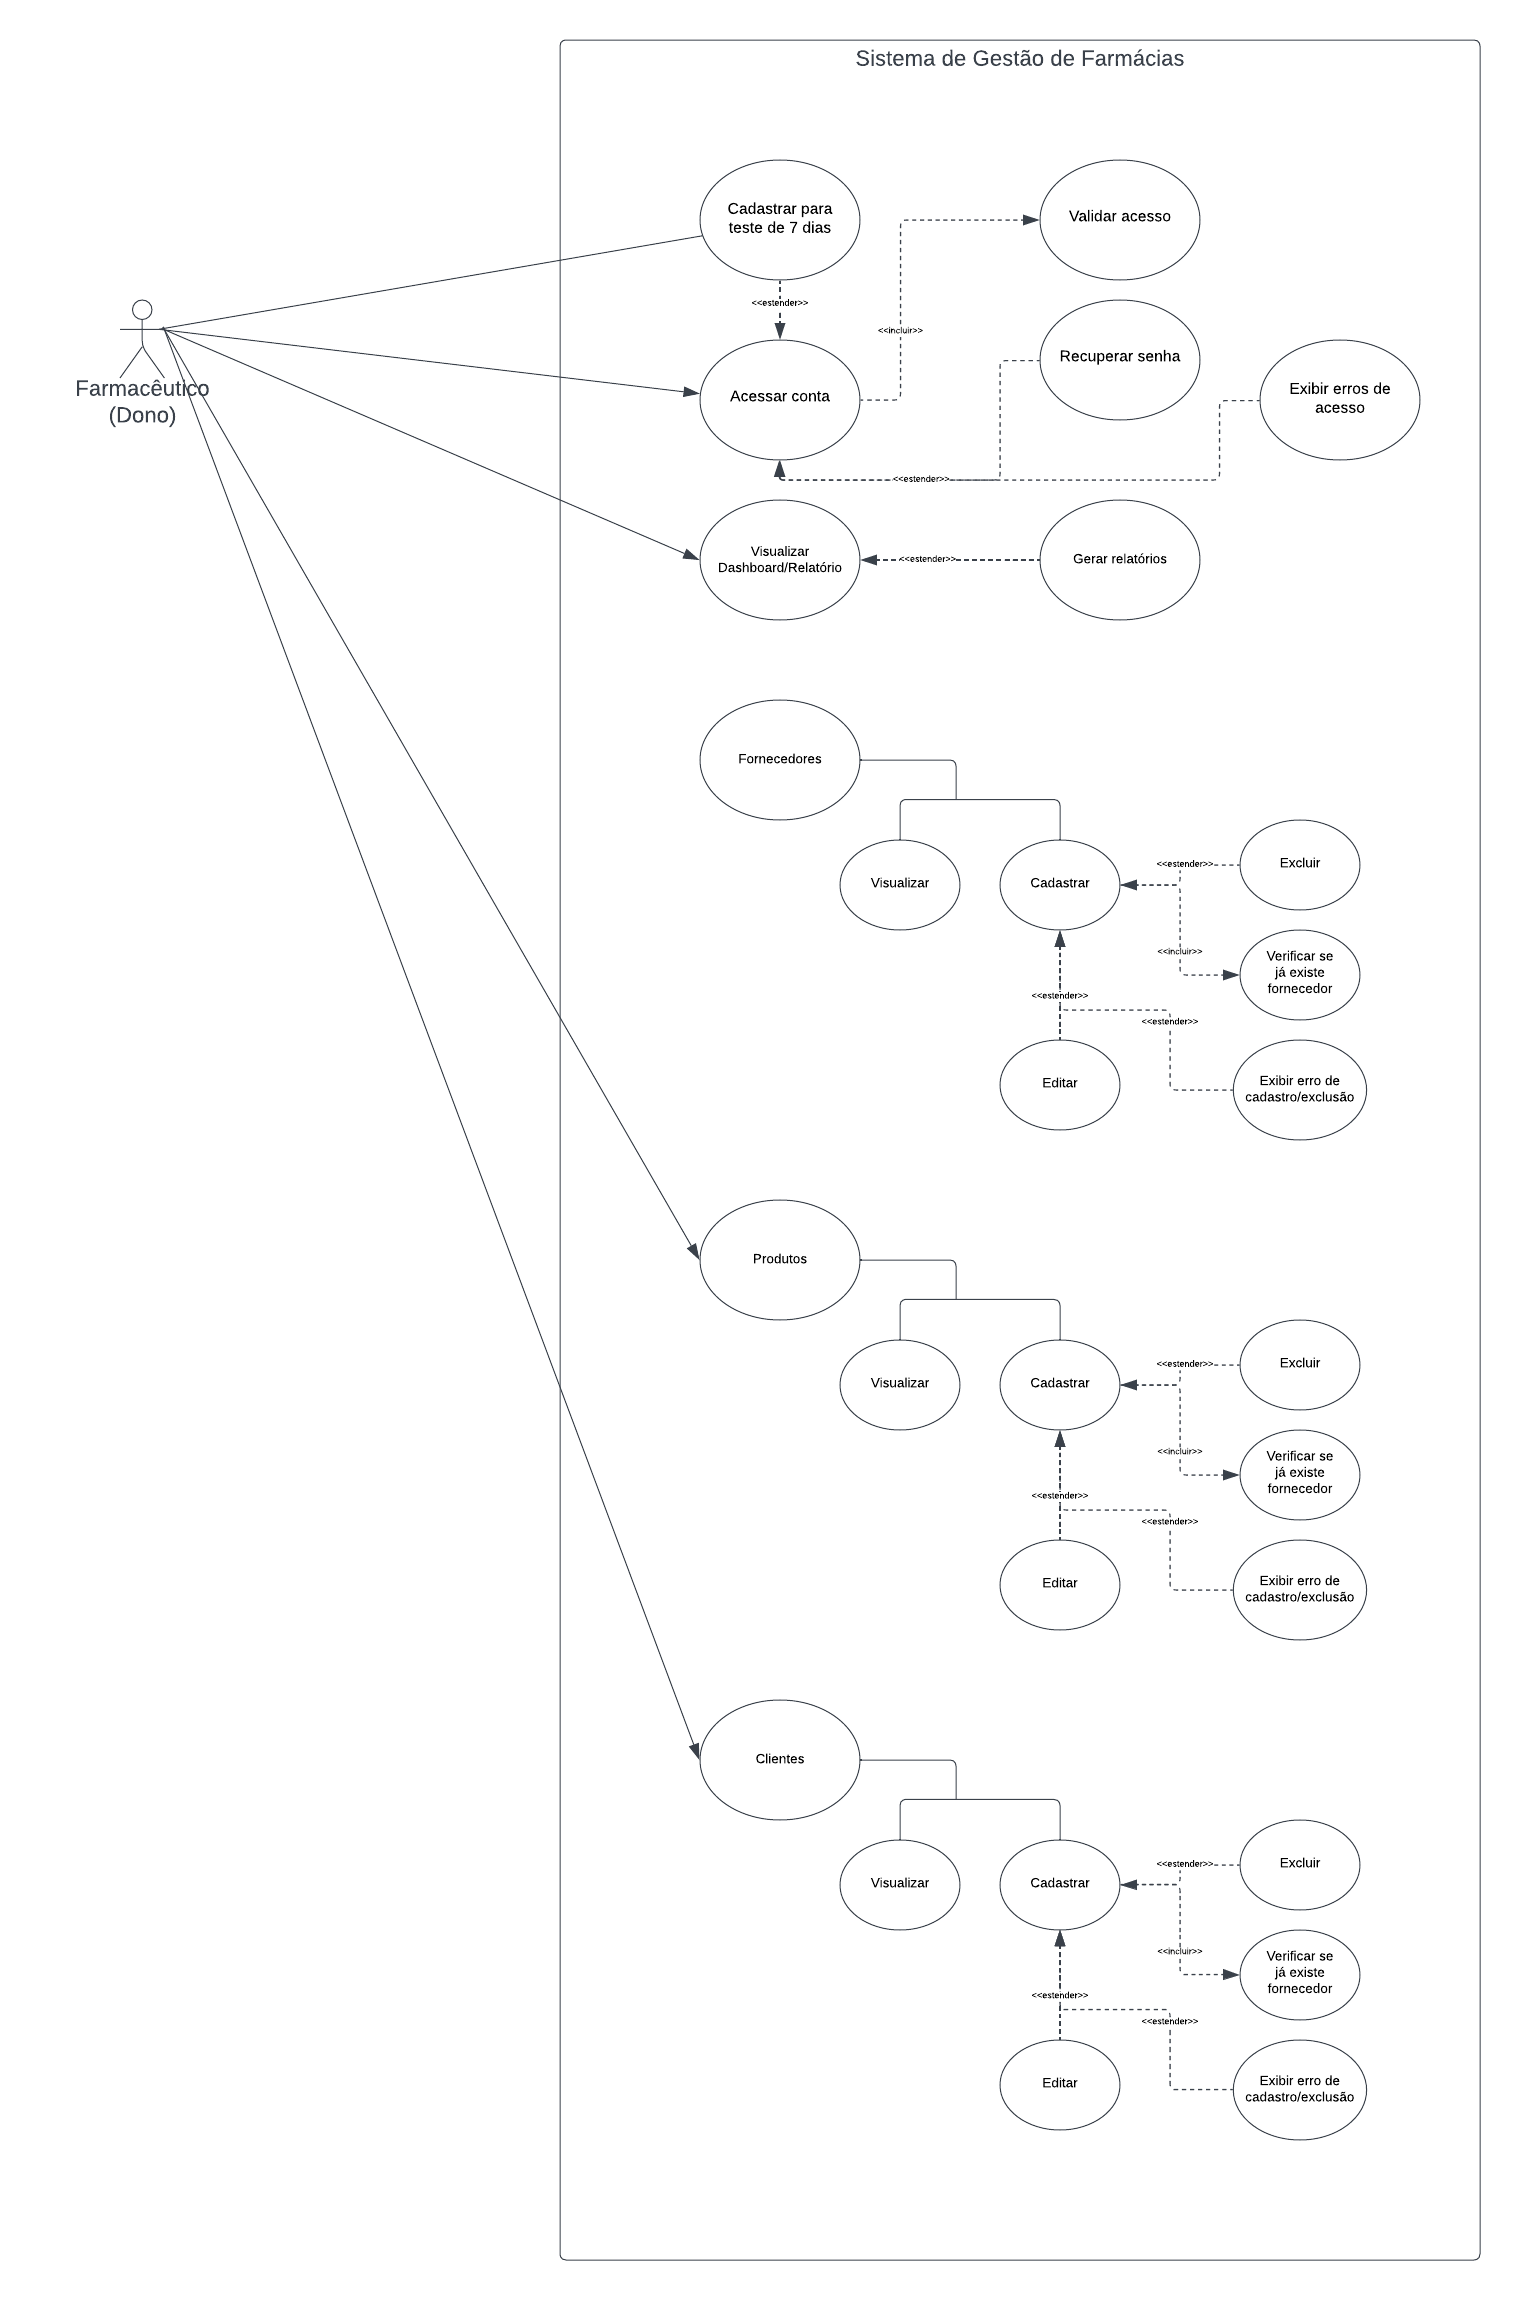 Sistema de Gestão de Farmácias
Cadastrar para
teste de 7 dias
Validar acesso
<<estender>>
<<incluir>>
Farmacêutico
(Dono)
Acessar conta
Recuperar senha
Exibir erros de
acesso
<<estender>>
Visualizar
Dashboard/Relatório
<<estender>>
Gerar relatórios
Fornecedores
Visualizar
Cadastrar
<<estender>>
Excluir
<<incluir>>
Verificar se
já existe
fornecedor
<<estender>>
<<estender>>
Editar
Exibir erro de
cadastro/exclusão
Produtos
Visualizar
Cadastrar
<<estender>>
Excluir
<<incluir>>
Verificar se
já existe
fornecedor
<<estender>>
<<estender>>
Editar
Exibir erro de
cadastro/exclusão
Clientes
Visualizar
Cadastrar
<<estender>>
Excluir
<<incluir>>
Verificar se
já existe
fornecedor
<<estender>>
<<estender>>
Editar
Exibir erro de
cadastro/exclusão